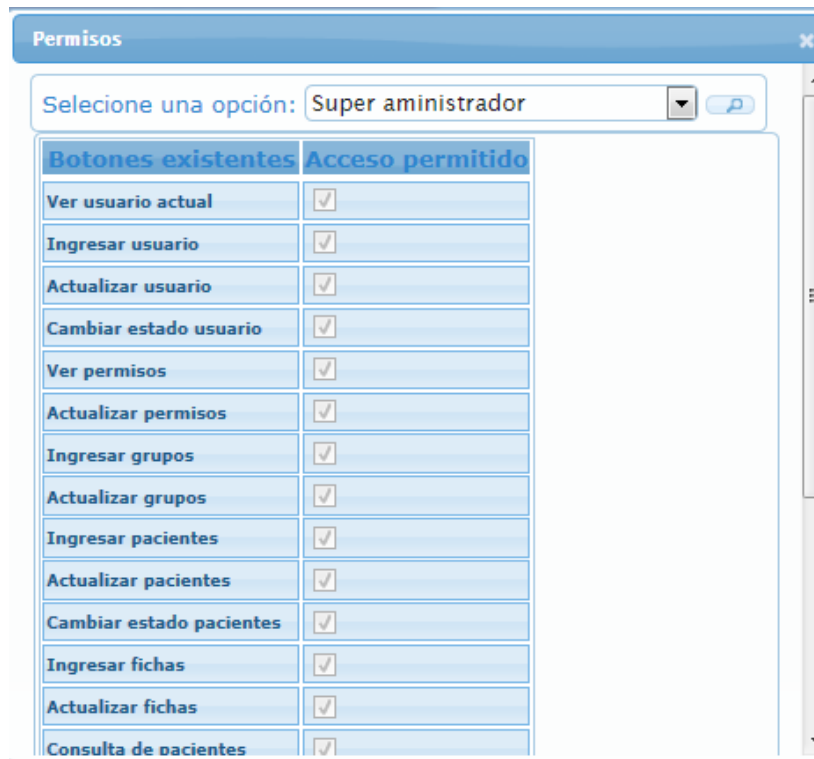 Permisos
Selecione una opción: Super aministrador
Botones existentes Acceso permitido
Ver usuario actual
Ingresar usuario
Actualizar usuario
Cambiar estado usuario
Ver permisos
Actualizar permisos
Ingresar grupos
Actualizar grupos
Ingresar pacientes
Actualizar pacientes
Cambiar estado pacientes
Ingresar fichas
Actualizar fichas
Consulta de pacientes